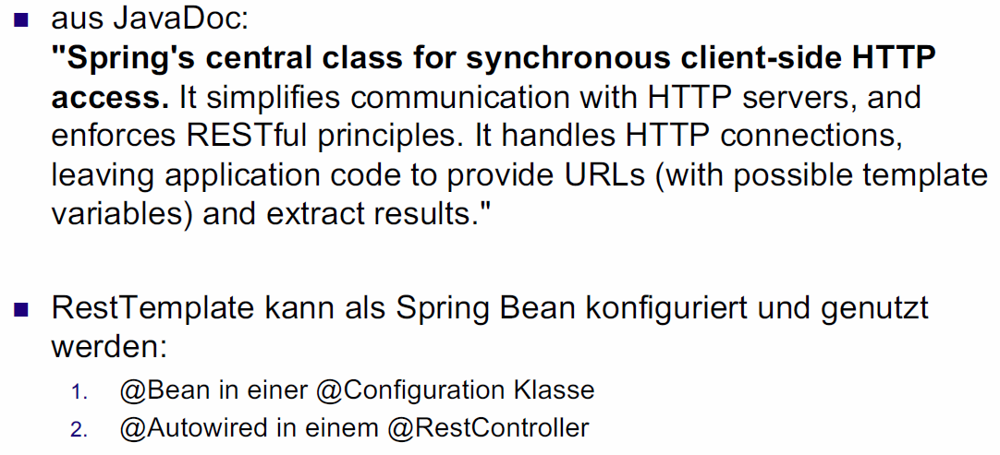 ■ aus JavaDoc:
"Spring's central class for synchronous client-side HTTP
access. It simplifies communication with HTTP servers, and
enforces RESTful principles. It handles HTTP connections,
leaving application code to provide URLs (with possible template
variables) and extract results."
■ RestTemplate kann als Spring Bean konfiguriert und genutzt
werden:
1. @Bean in einer @Configuration Klasse
2. @Autowired in einem @RestController